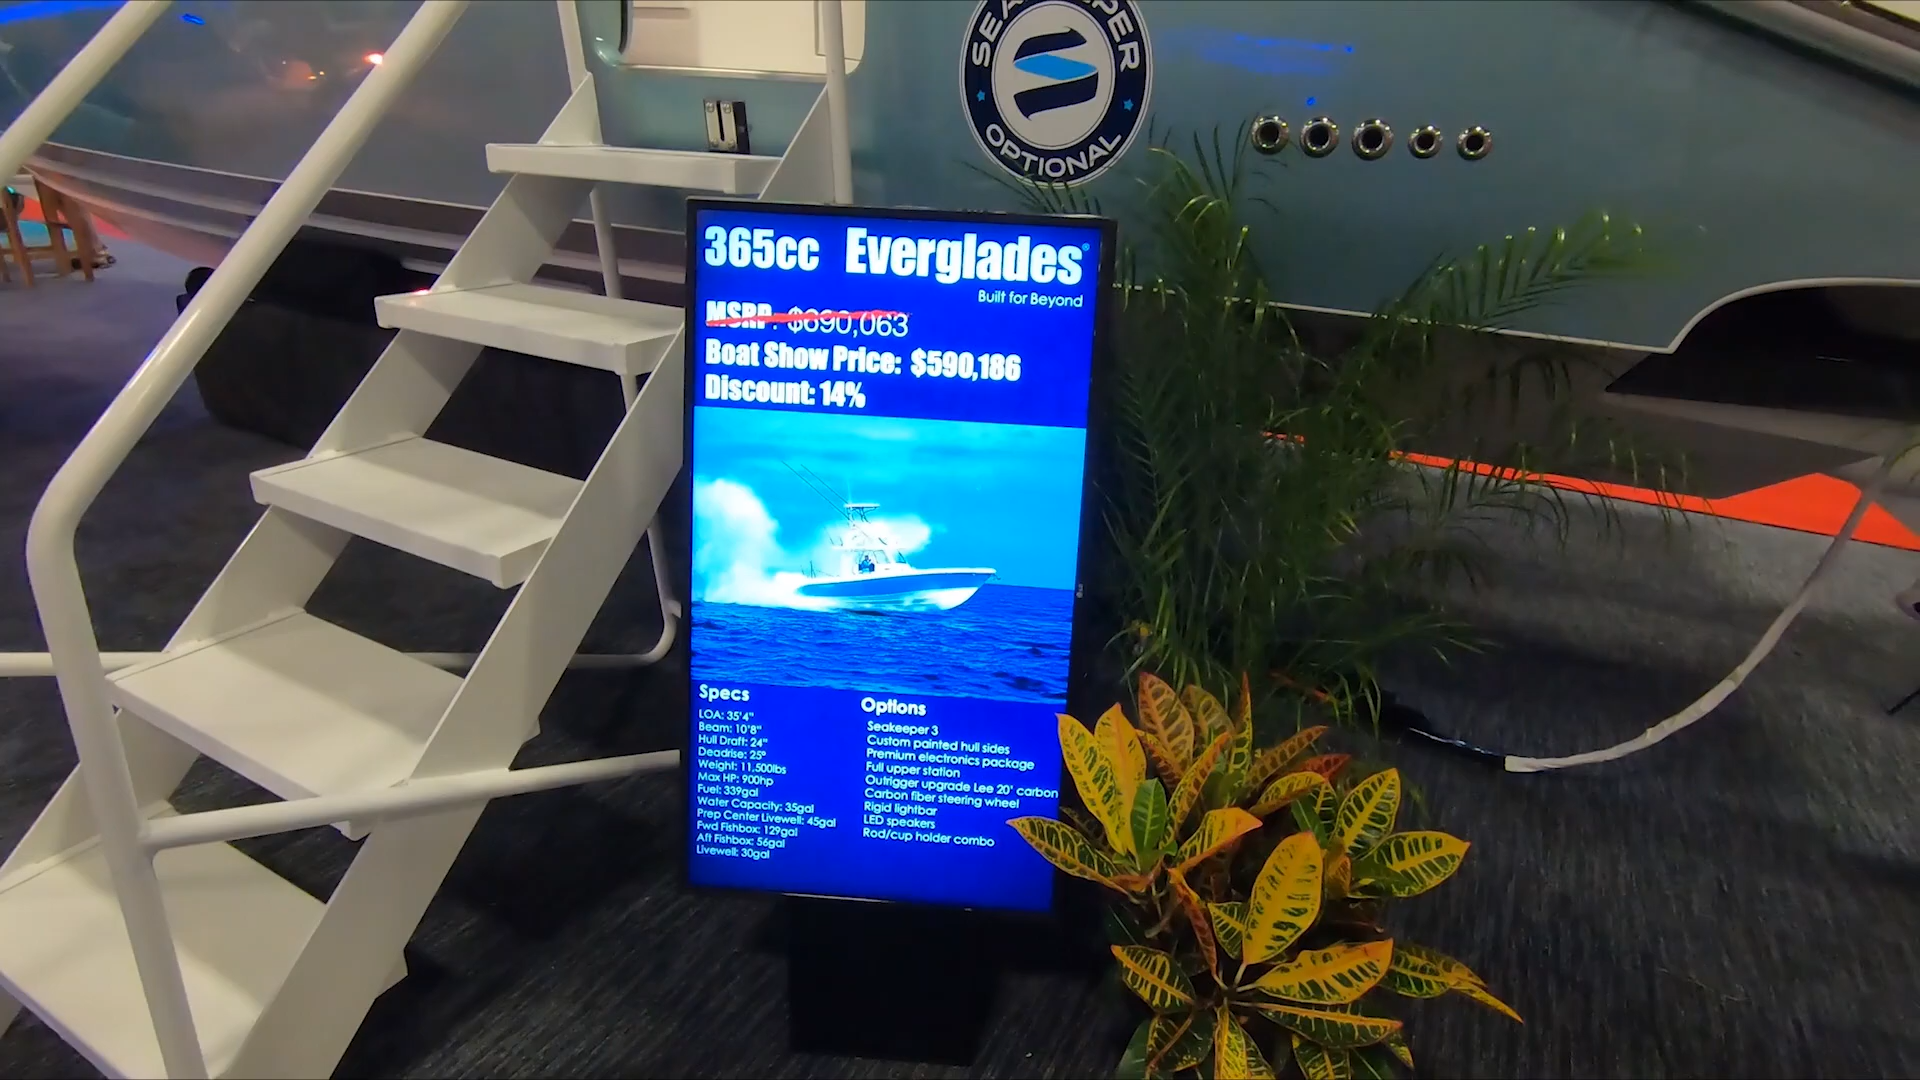 SEAKEEPER
OPTIONAL
365cc Everglades®
Built for Beyond
MSRP: $690,063
Boat Show Price: $590,186
Discount: 14%
Specs
LOA: 35'4"
Beam: 10'8"
Hull Draft: 24"
Deadrise: 25°
Weight: 11,500lbs
Max HP: 900hp
Fuel: 339gal
Water Capacity: 35gal
Prep Center Livewell: 45gal
Fwd Fishbox: 129gal
Aft Fishbox: 56gal
Livewell: 30gal
Options
Seakeeper 3
Custom painted hull sides
Premium electronics package
Full upper station
Outrigger upgrade Lee 20' carbon
Carbon fiber steering wheel
Rigid lightbar
LED speakers
Rod/cup holder combo
LG